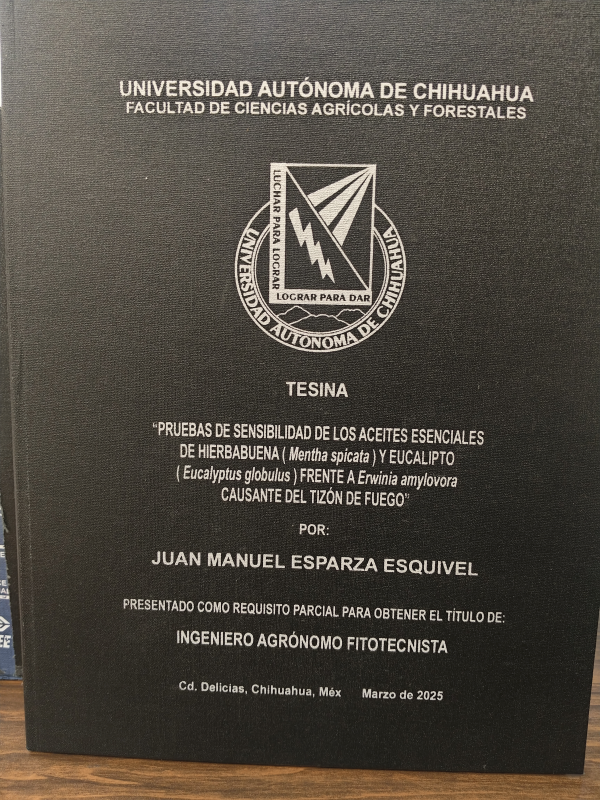 UNIVERSIDAD AUTÓNOMA DE CHIHUAHUA
FACULTAD DE CIENCIAS AGRÍCOLAS Y FORESTALES
LUCHAR PARA LOGRAR
LOGRAR PARA DAR
UNIVERSIDAD AUTONOMA DE CHIHUAHUA
TESINA
"PRUEBAS DE SENSIBILIDAD DE LOS ACEITES ESENCIALES
DE HIERBABUENA ( Mentha spicata ) Y EUCALIPTO
( Eucalyptus globulus ) FRENTE A Erwinia amylovora
CAUSANTE DEL TIZÓN DE FUEGO"
POR:
JUAN MANUEL ESPARZA ESQUIVEL
PRESENTADO COMO REQUISITO PARCIAL PARA OBTENER EL TÍTULO DE:
INGENIERO AGRÓNOMO FITOTECNISTA
Cd. Delicias, Chihuahua, Méx Marzo de 2025